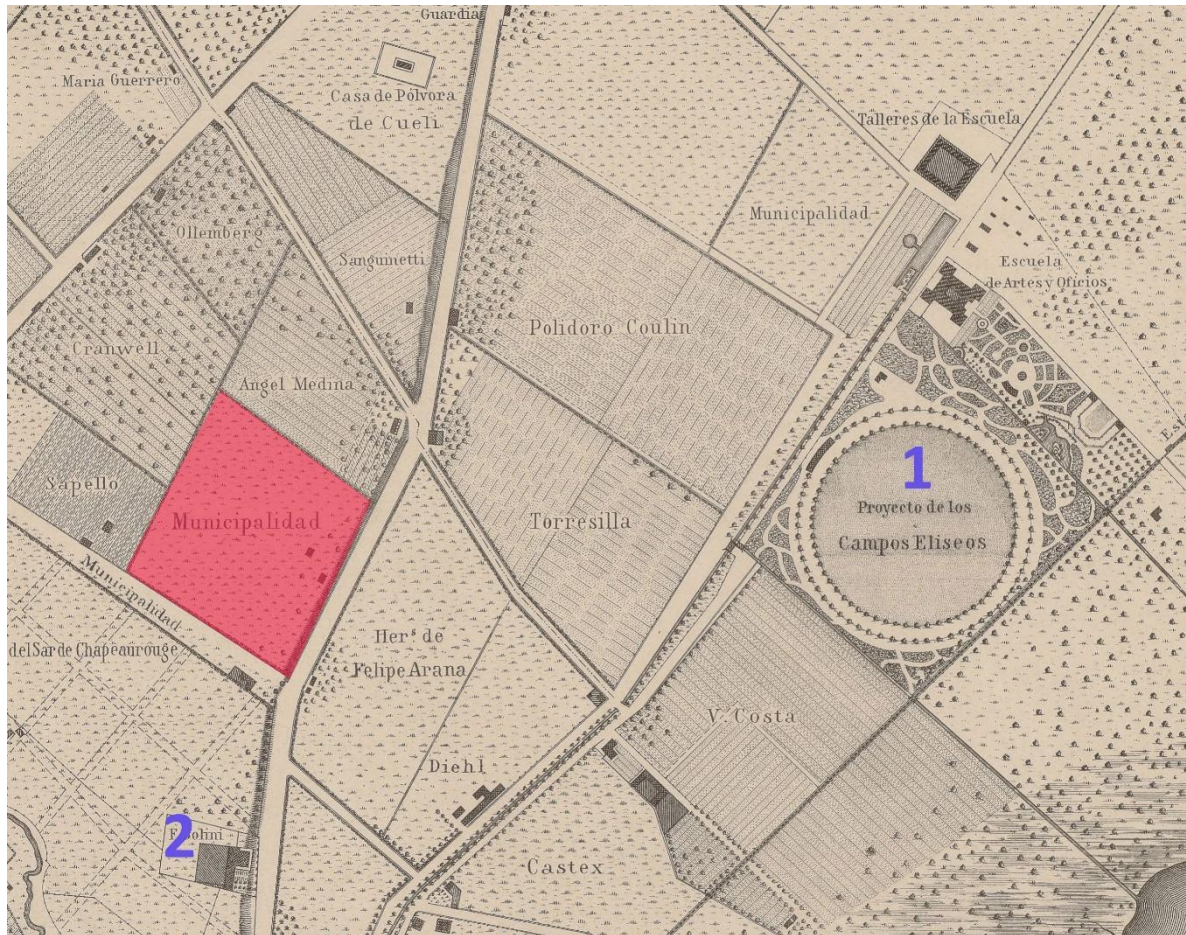 Guardia
Maria Guerrero
Casa de Pólvora
de Cueli
Talleres de la Escuela
Ollemberg
Sangumetti
Municipalidad
Escuela
de Artes y Oficios
Cranwell
Angel Medina
Polidoro Coulin
E.st
1
Proyecto de los
Campos Eliseos
Sapello
Municipalidad
Torresilla
Municipalidad
del Sar de Chapeaurouge
Her.s de
Felipe Arana
V. Costa
Diehl
2
Castex